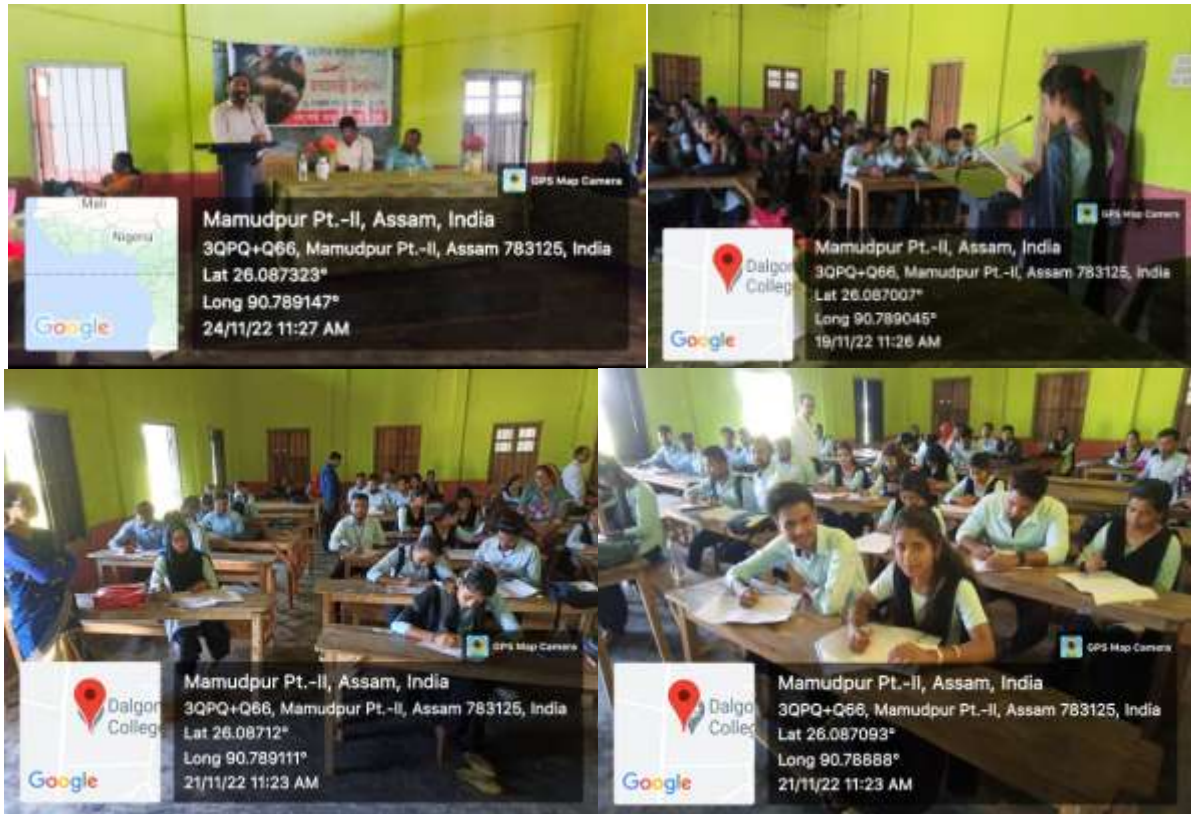 GPS Map Camera
Mali
Nigeria
Google
Mamudpur Pt.-II, Assam, India
3QPQ+Q66, Mamudpur Pt.-II, Assam 783125, India
Lat 26.087323°
Long 90.789147°
24/11/22 11:27 AM
GPS Map Camera
Dalgo
College
Google
Mamudpur Pt.-II, Assam, India
3QPQ+Q66, Mamudpur Pt.-II, Assam 783125, India
Lat 26.087007°
Long 90.789045°
19/11/22 11:26 AM
GPS Map Camera
Dalgo
College
Google
Mamudpur Pt.-II, Assam, India
3QPQ+Q66, Mamudpur Pt.-II, Assam 783125, India
Lat 26.08712°
Long 90.789111°
21/11/22 11:23 AM
GPS Map Camera
Dalgo
College
Google
Mamudpur Pt.-II, Assam, India
3QPQ+Q66, Mamudpur Pt.-II, Assam 783125, India
Lat 26.087093°
Long 90.78888°
21/11/22 11:23 AM